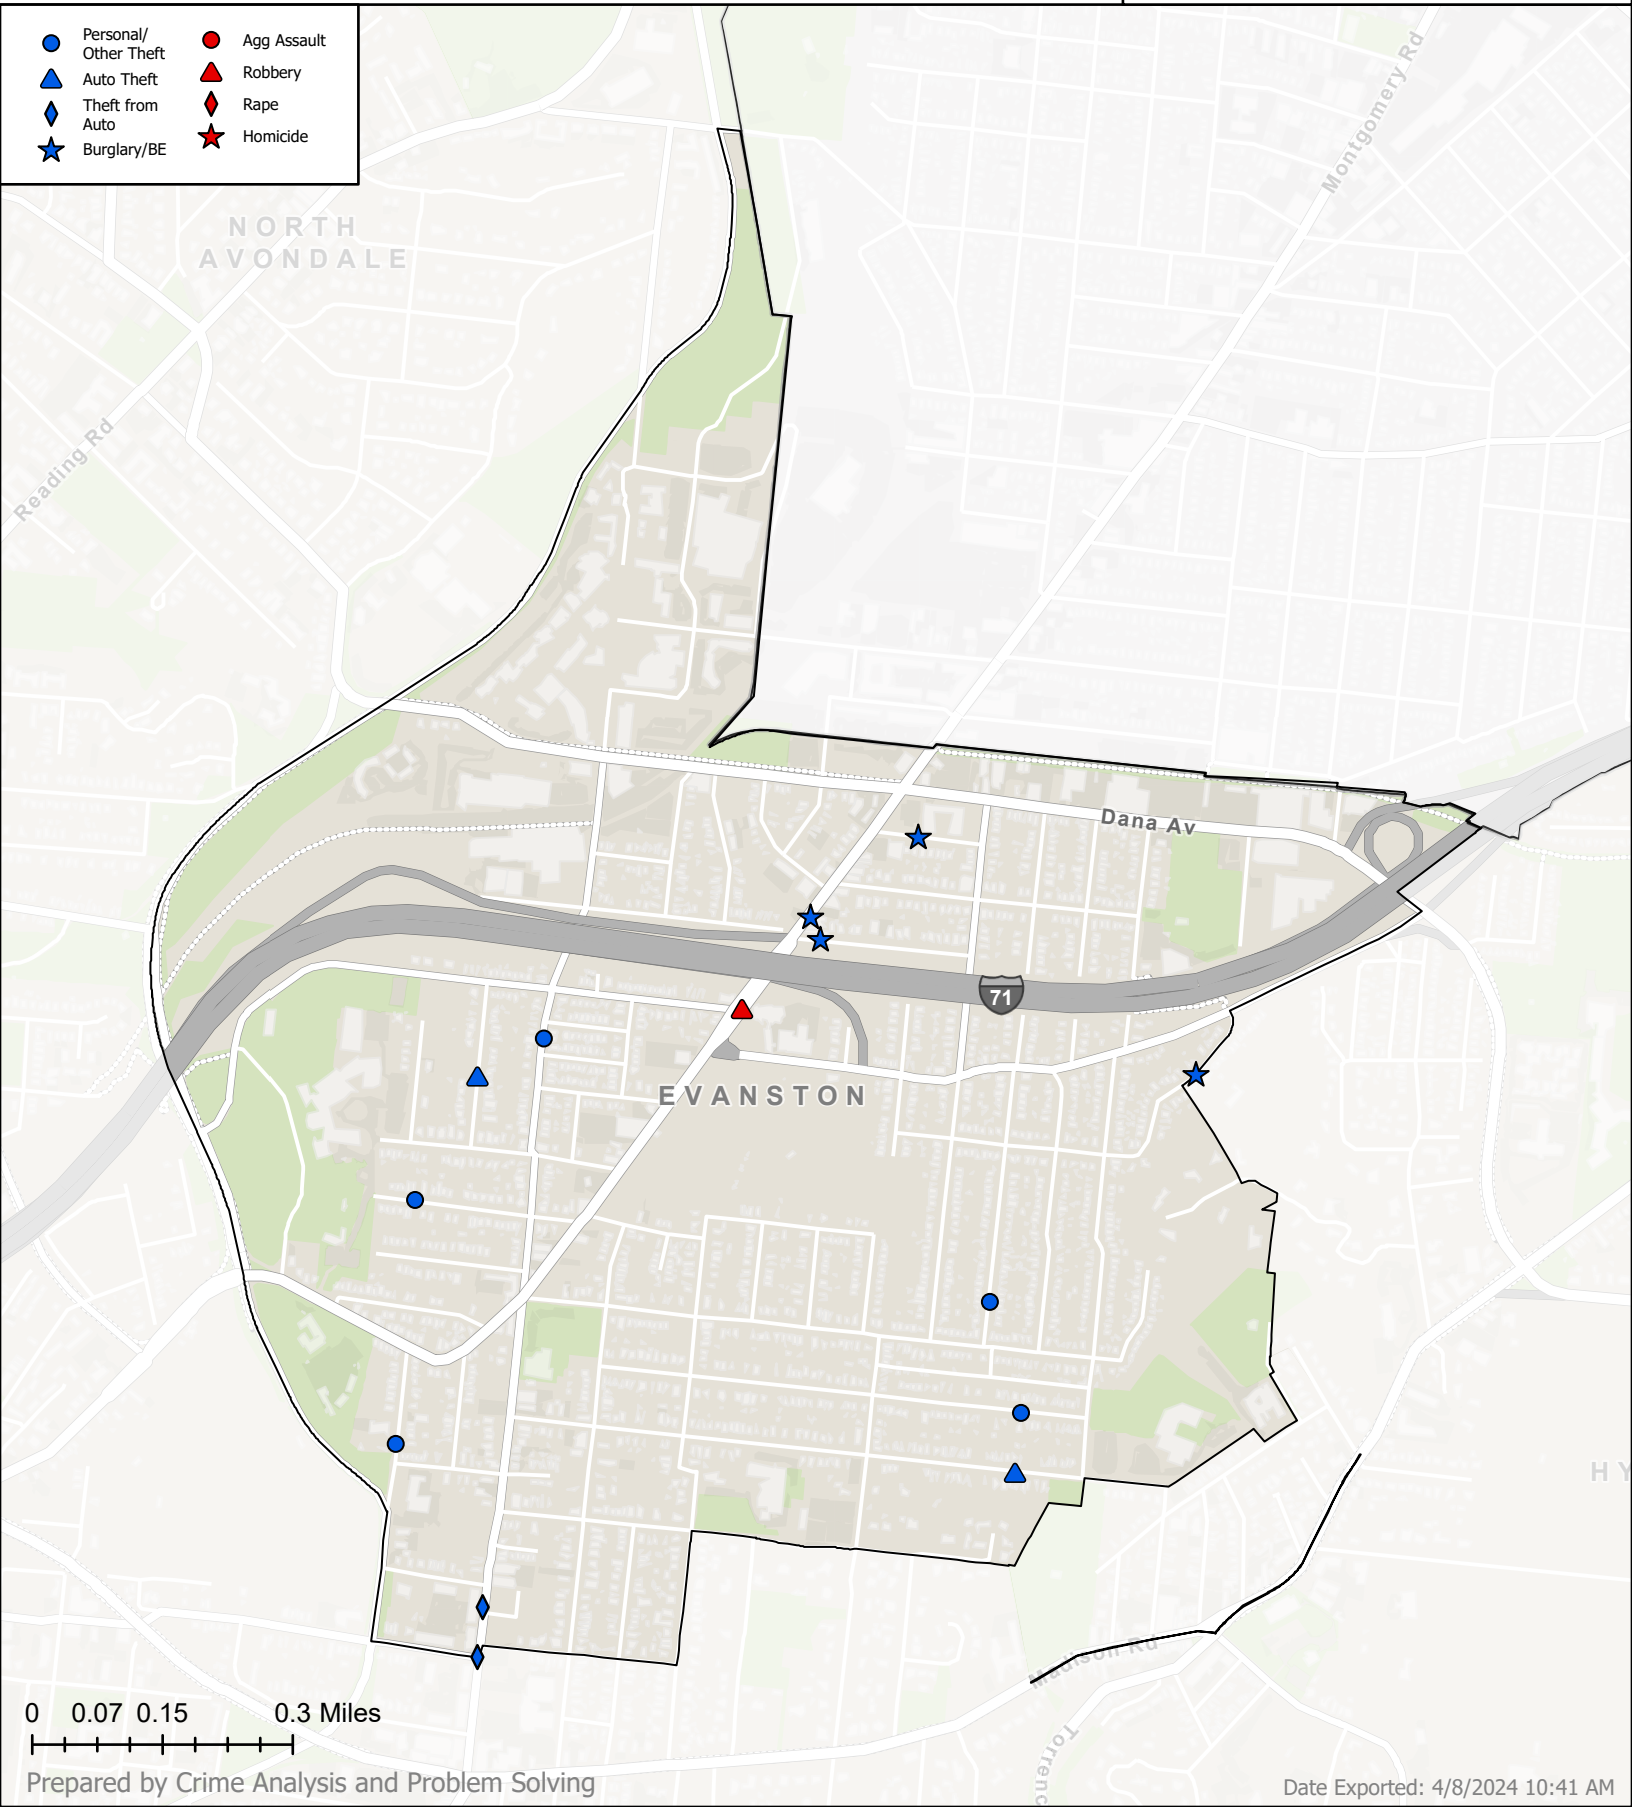 Personal/
Other Theft
Auto Theft
Theft from
Auto
Burglary/BE
Agg Assault
Robbery
Rape
Homicide
Montgomery Rd
NORTH
AVONDALE
Reading Rd
Dana Av
71
EVANSTON
HY
Madison Rd
Torrenc
0 0.07 0.15 0.3 Miles
Prepared by Crime Analysis and Problem Solving
Date Exported: 4/8/2024 10:41 AM